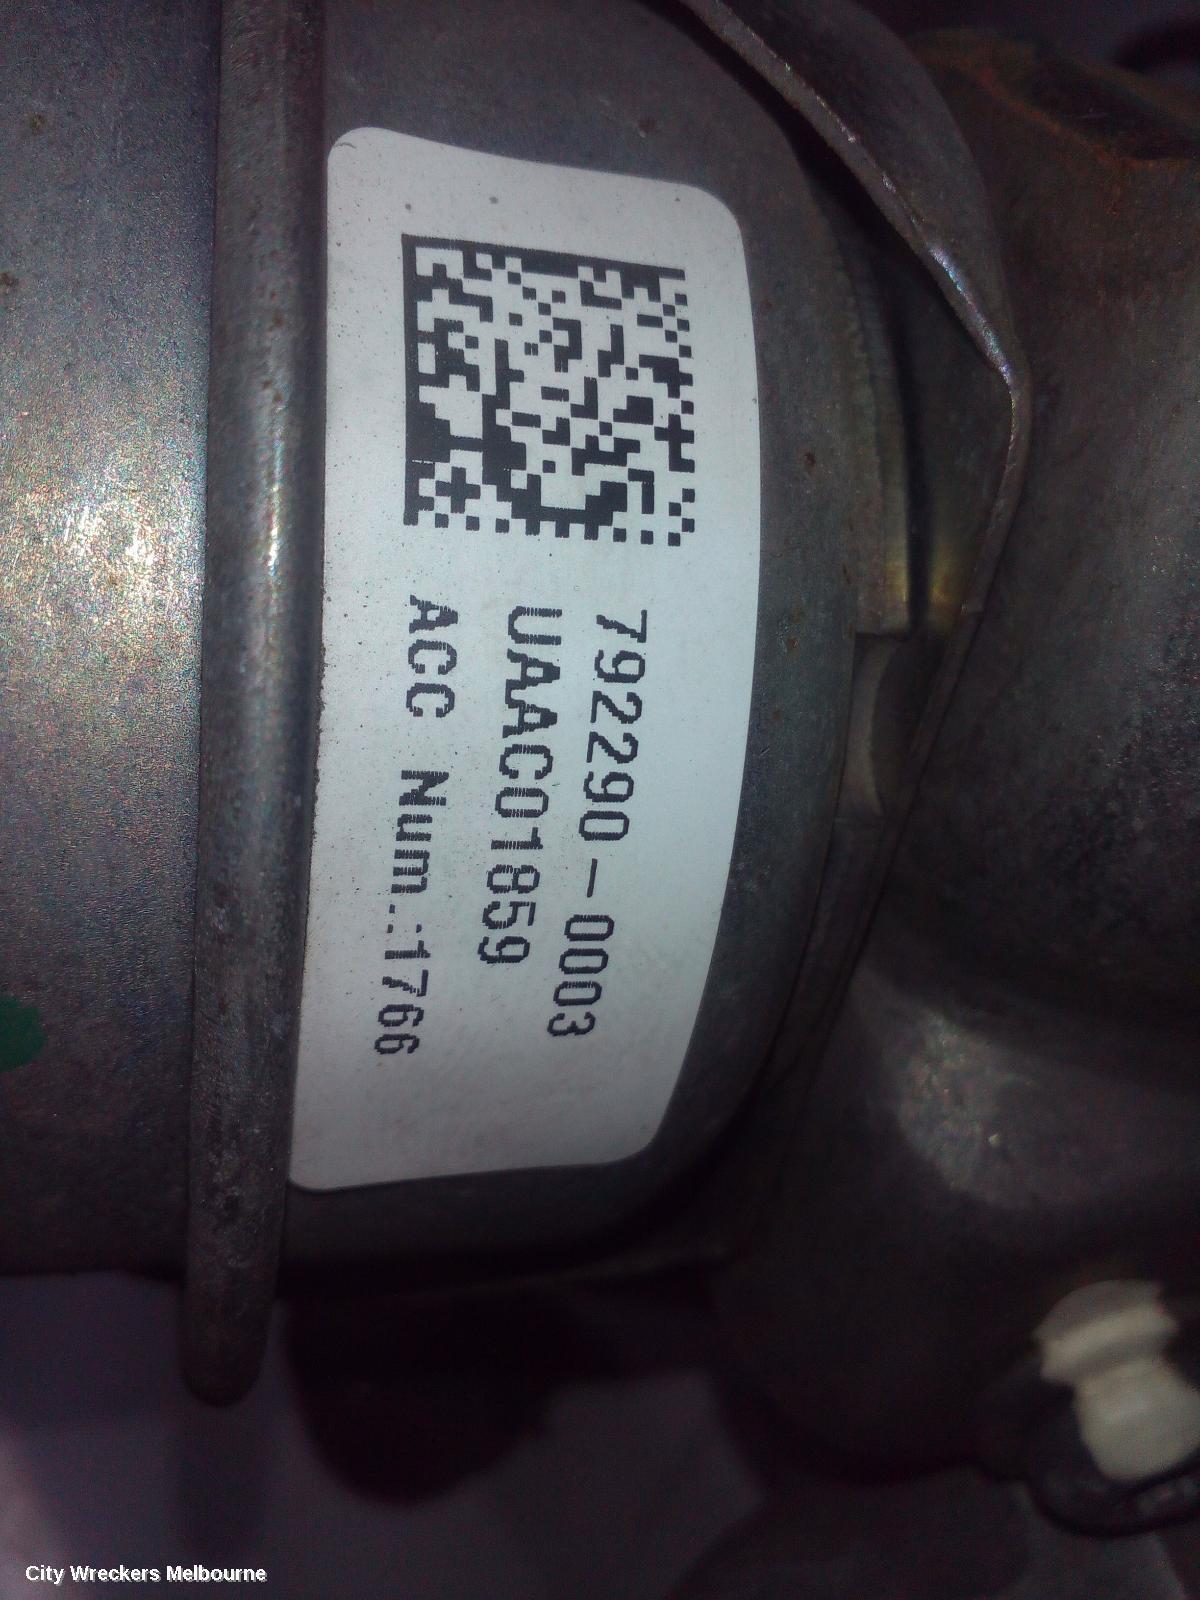 792290-0003
UAAC01859
ACC Num.:1766
City Wreckers Melbourne